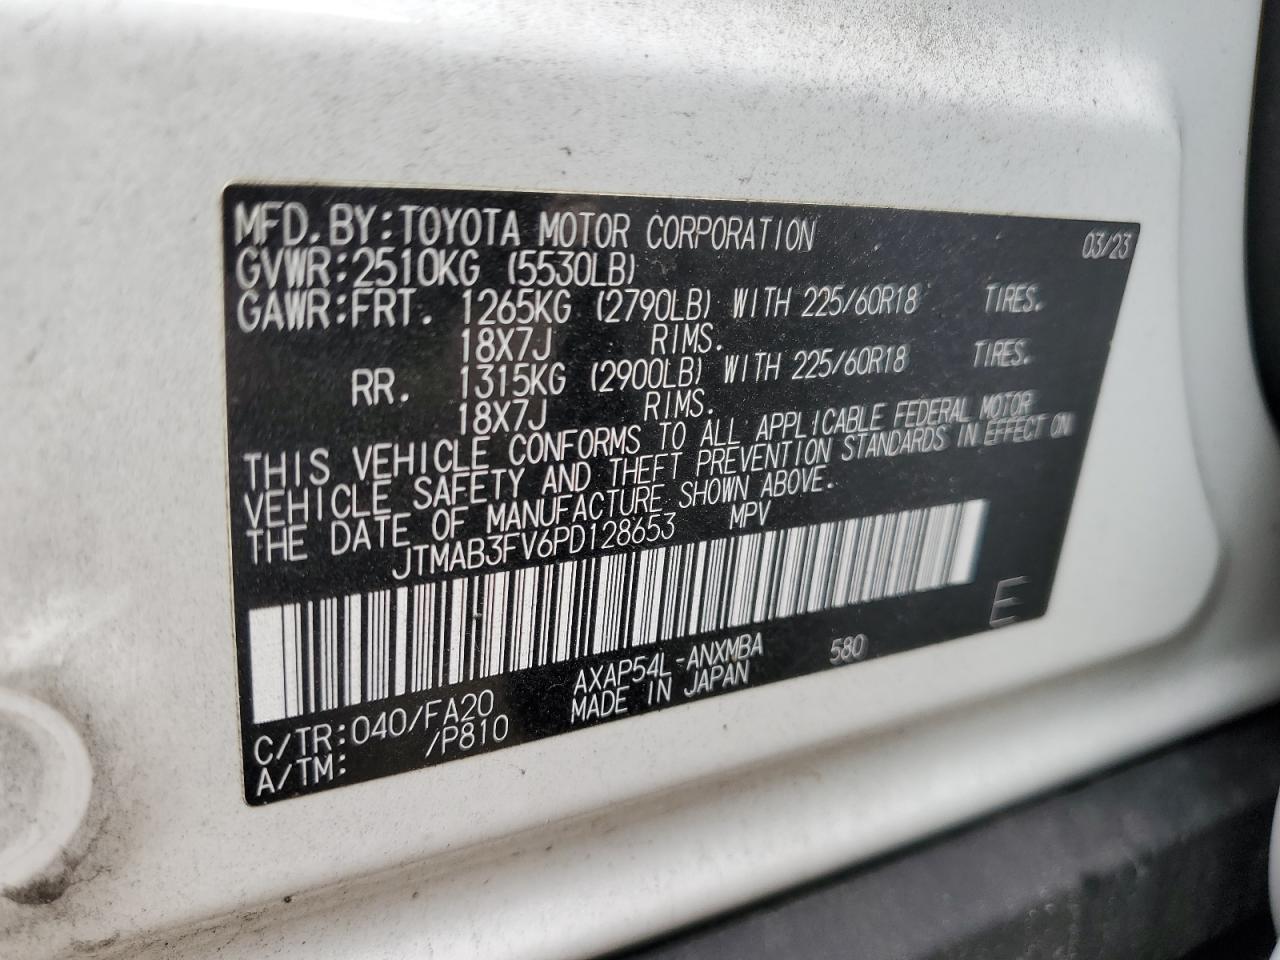 MFD. BY: TOYOTA MOTOR CORPORATION 03/23
GVWR: 2510KG (5530LB)
GAWR: FRT. 1265KG (2790LB) WITH 225/60R18 TIRES.
18X7J RIMS.
RR. 1315KG (2900LB) WITH 225/60R18 TIRES.
18X7J RIMS.
THIS VEHICLE CONFORMS TO ALL APPLICABLE FEDERAL MOTOR
VEHICLE SAFETY AND THEFT PREVENTION STANDARDS IN EFFECT ON
THE DATE OF MANUFACTURE SHOWN ABOVE.
JTMAB3FV6PD128653 MPV
E
C/TR: 040/FA20 AXAP54L-ANXMBA 580
A/TM: /P810 MADE IN JAPAN